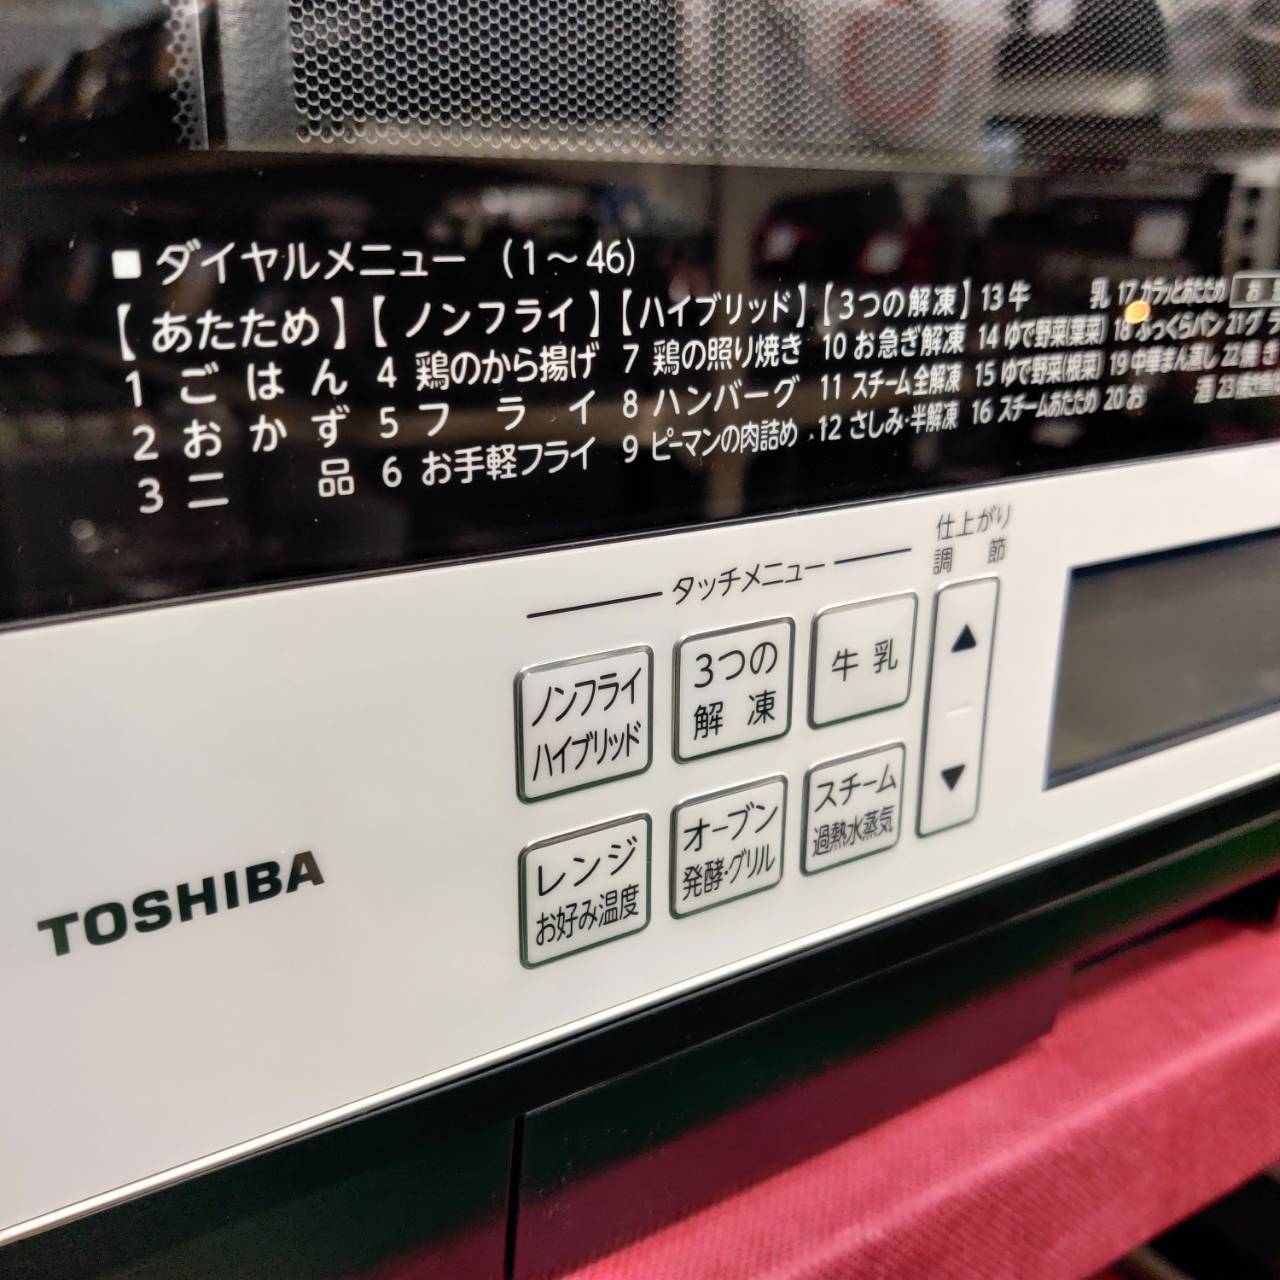 ■ ダイヤルメニュー (1～46)
【あたため】【ノンフライ】【ハイブリッド】【3つの解凍】 13 牛乳 17 カラッとあたため
1 ごはん 4 鶏のから揚げ 7 鶏の照り焼き 10 お急ぎ解凍 14 ゆで野菜(葉菜) 18 ふっくらパン 21 グラ
2 おかず 5 フライ 8 ハンバーグ 11 スチーム全解凍 15 ゆで野菜(根菜) 19 中華まん蒸し 22 焼き
3 二品 6 お手軽フライ 9 ピーマンの肉詰め 12 さしみ・半解凍 16 スチームあたため 20 お酒 23
タッチメニュー
仕上がり
調節
ノンフライ
ハイブリッド
3つの
解凍
牛乳
▲
▼
レンジ
お好み温度
オーブン
発酵・グリル
スチーム
過熱水蒸気
TOSHIBA